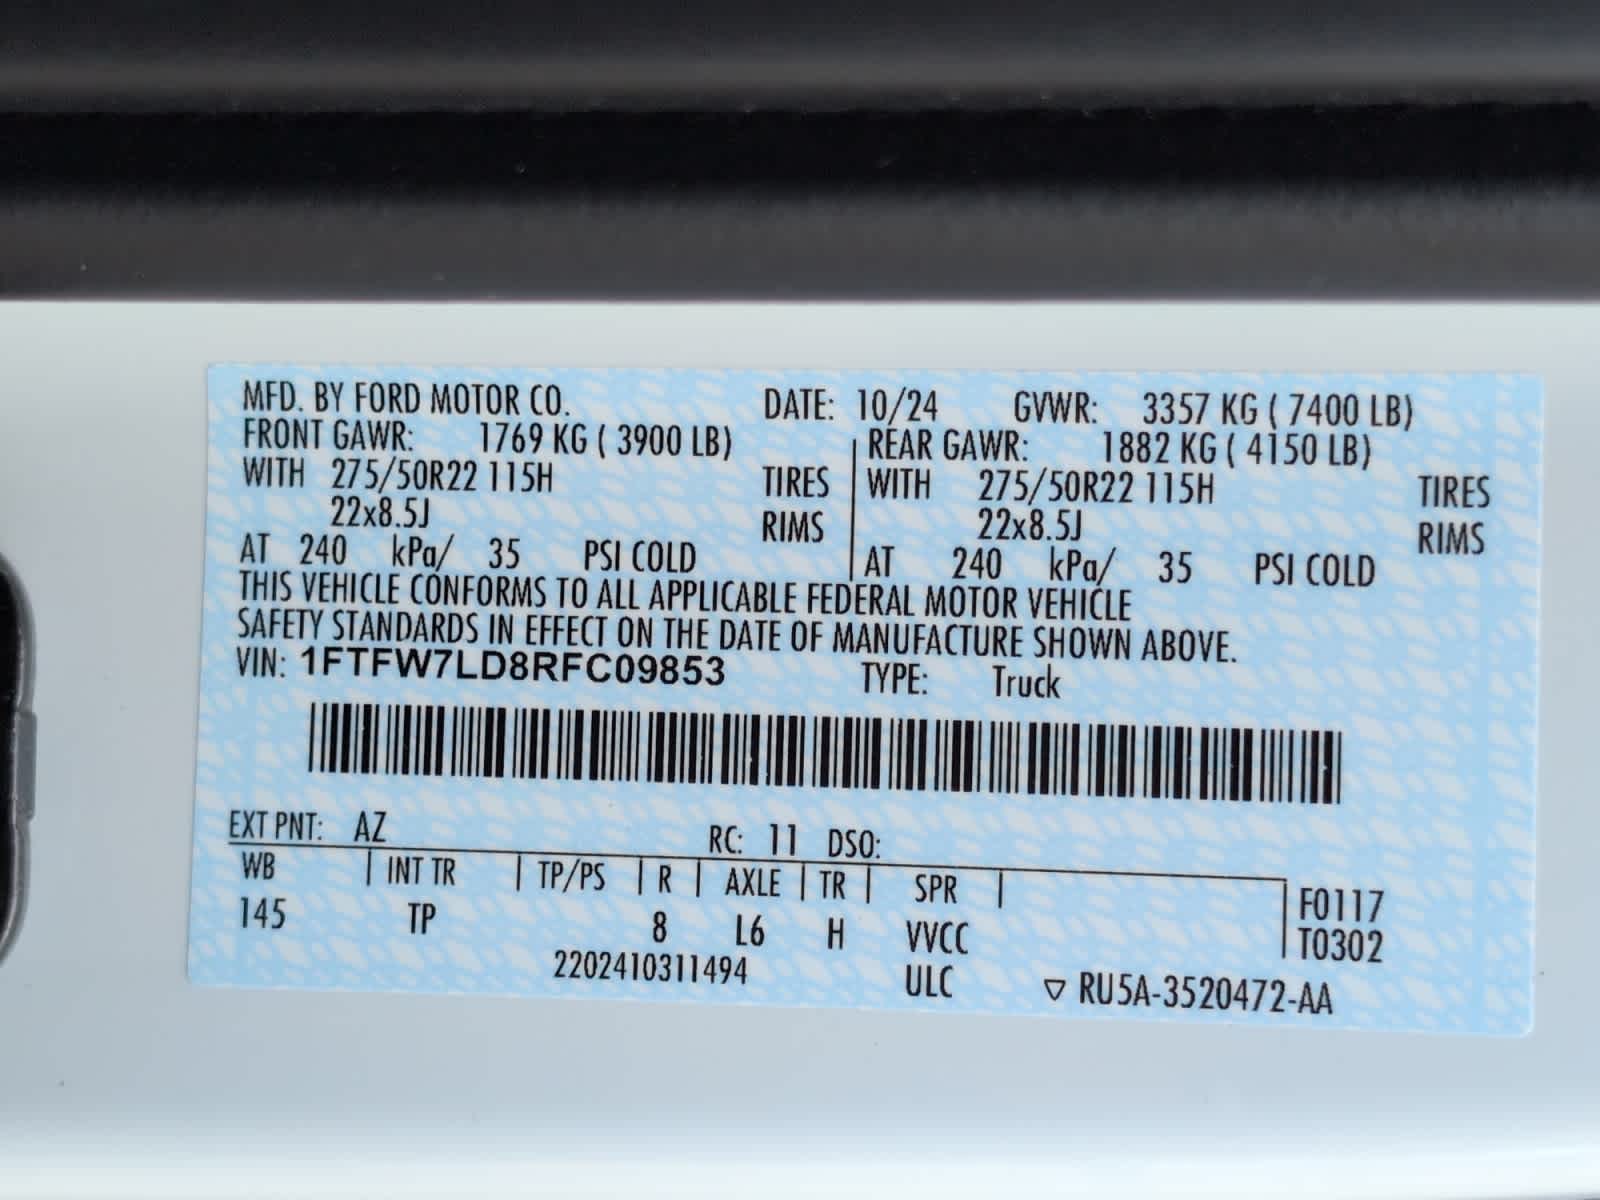 MFD. BY FORD MOTOR CO. DATE: 10/24 GVWR: 3357 KG ( 7400 LB)
FRONT GAWR: 1769 KG ( 3900 LB) REAR GAWR: 1882 KG ( 4150 LB)
WITH 275/50R22 115H TIRES WITH 275/50R22 115H TIRES
22x8.5J RIMS 22x8.5J RIMS
AT 240 kPa/ 35 PSI COLD AT 240 kPa/ 35 PSI COLD
THIS VEHICLE CONFORMS TO ALL APPLICABLE FEDERAL MOTOR VEHICLE
SAFETY STANDARDS IN EFFECT ON THE DATE OF MANUFACTURE SHOWN ABOVE.
VIN: 1FTFW7LD8RFC09853 TYPE: Truck
EXT PNT: AZ RC: 11 DSO:
WB | INT TR | TP/PS | R | AXLE | TR | SPR | F0117
145 TP 8 L6 H VVCC T0302
2202410311494 ULC ▽ RU5A-3520472-AA